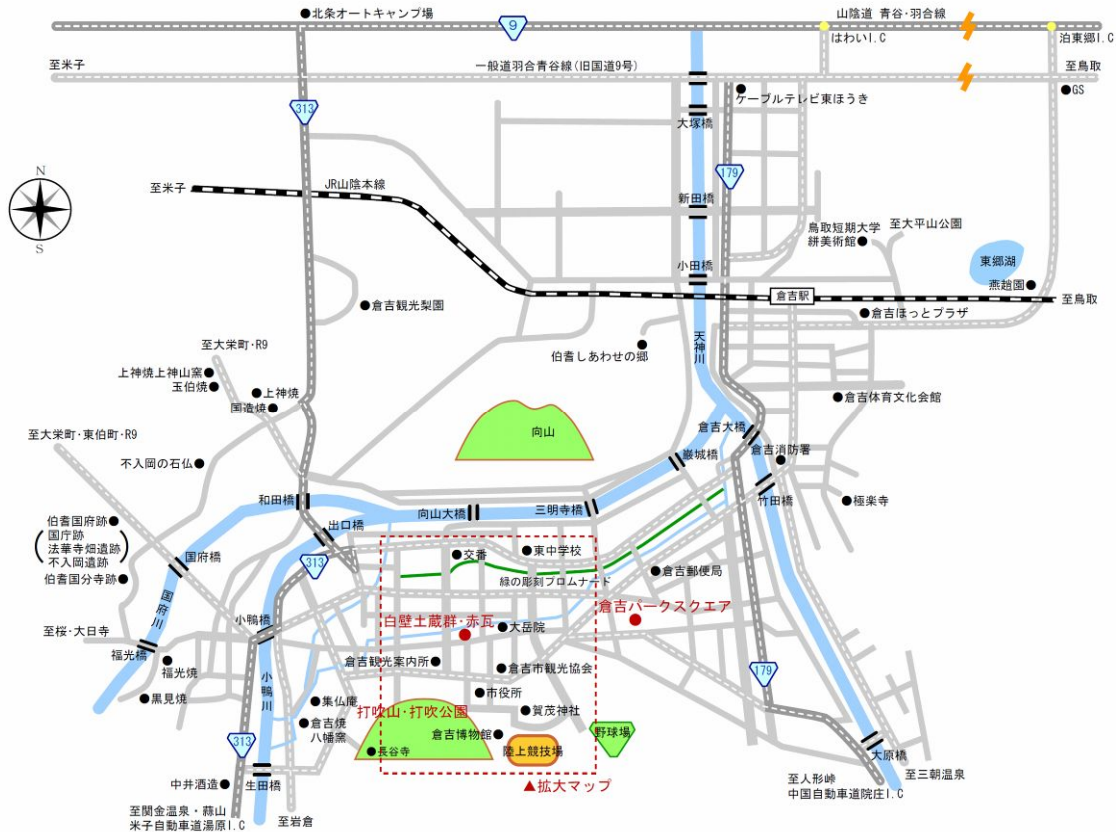 北条オートキャンプ場
9
山陰道 青谷・羽合線
はわいI.C
泊東郷I.C
至米子
一般道羽合青谷線(旧国道9号)
至鳥取
GS
ケーブルテレビ東ほうき
313
大塚橋
N
S
至米子
JR山陰本線
179
新田橋
鳥取短期大学
絣美術館
至大平山公園
東郷湖
燕趙園
小田橋
倉吉駅
至鳥取
倉吉観光梨園
倉吉ほっとプラザ
天神川
伯耆しあわせの郷
至大栄町・R9
上神焼上神山窯
玉伯焼
上神焼
国造焼
倉吉体育文化会館
至大栄町・東伯町・R9
向山
倉吉大橋
倉吉消防署
巌城橋
不入岡の石仏
竹田橋
極楽寺
和田橋
出口橋
向山大橋
三明寺橋
伯耆国府跡
国庁跡
法華寺畑遺跡
不入岡遺跡
伯耆国分寺跡
国府橋
313
交番
東中学校
倉吉郵便局
緑の彫刻プロムナード
国府川
小鴨橋
白壁土蔵群・赤瓦
大岳院
倉吉パークスクエア
至桜・大日寺
福光橋
福光焼
倉吉観光案内所
倉吉市観光協会
179
黒見焼
小鴨川
集仏庵
市役所
打吹山・打吹公園
賀茂神社
倉吉焼
八幡窯
倉吉博物館
陸上競技場
野球場
313
長谷寺
大原橋
中井酒造
生田橋
▲拡大マップ
至人形峠
中国自動車道院庄I.C
至三朝温泉
至関金温泉・蒜山
米子自動車道湯原I.C
至岩倉